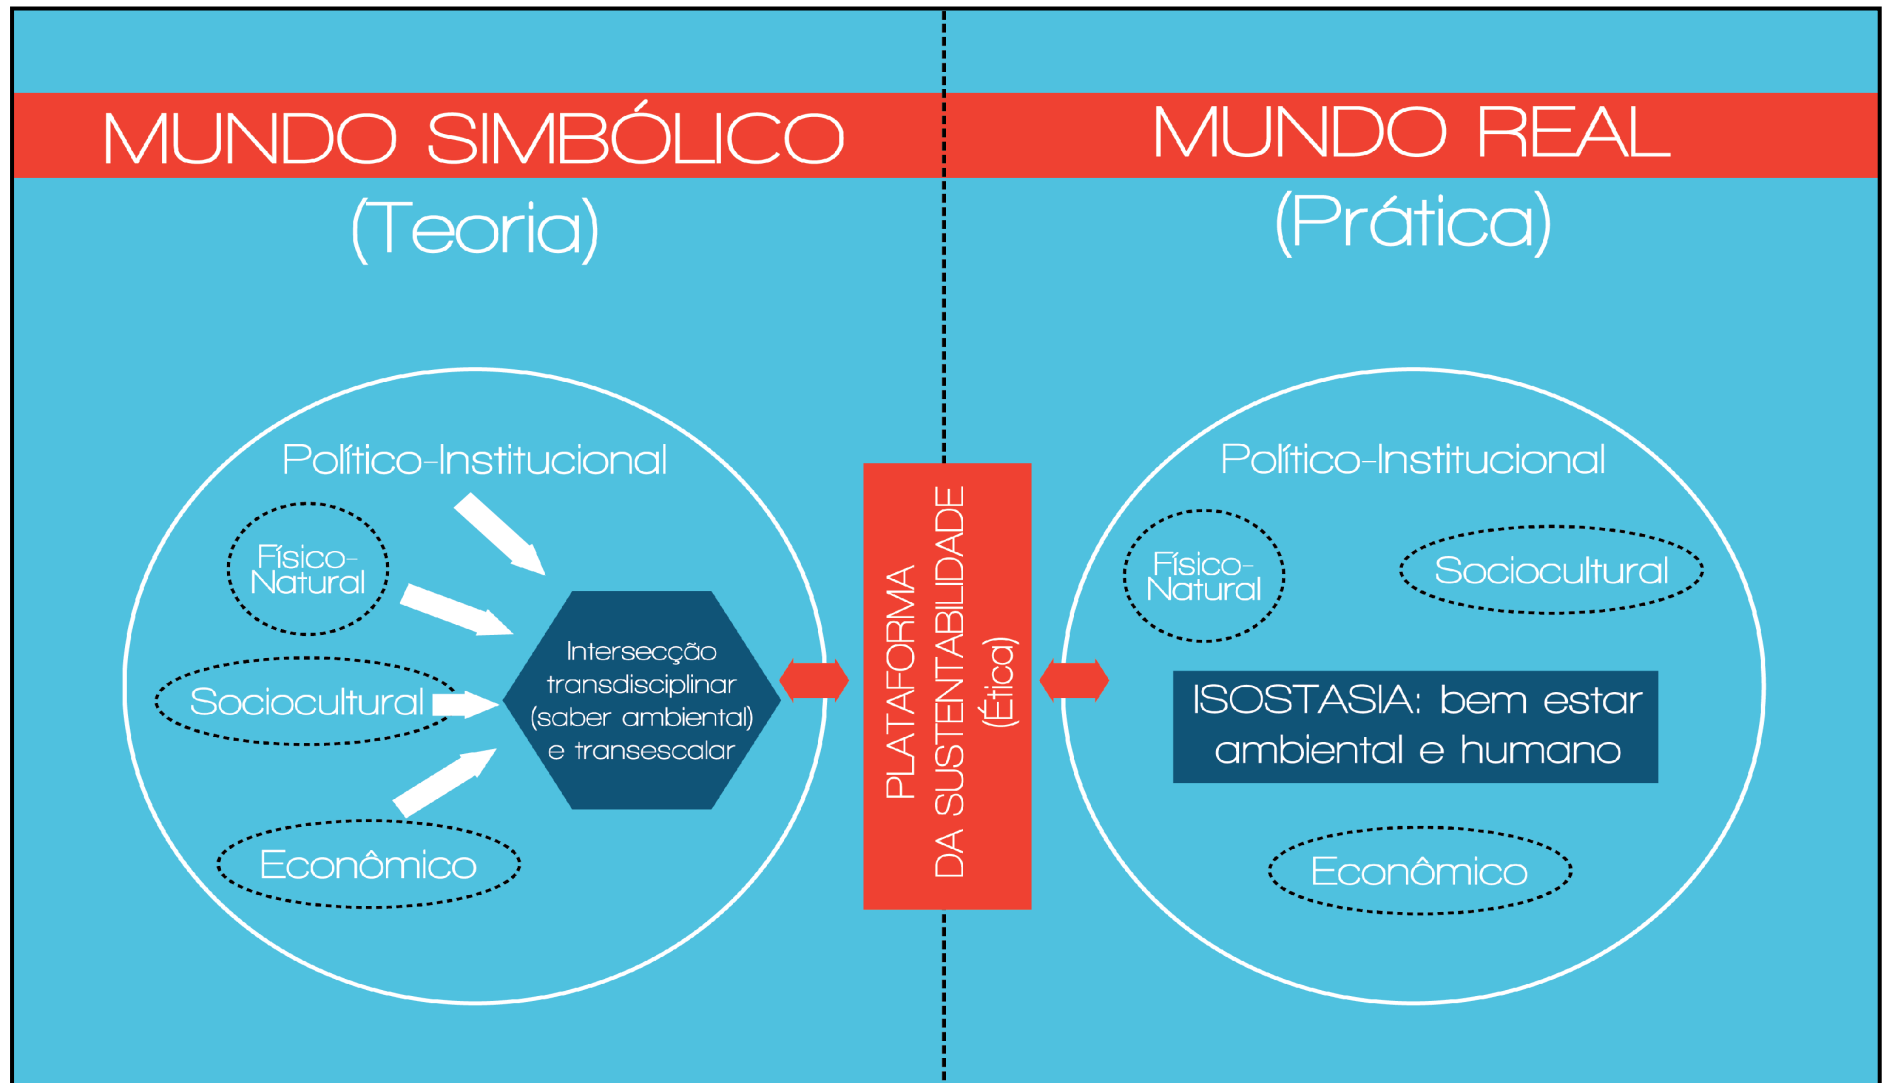 MUNDO SIMBÓLICO
(Teoria)
Político-Institucional
Físico-
Natural
Sociocultural
Econômico
Intersecção
transdisciplinar
(saber ambiental)
e transescalar
PLATAFORMA
DA SUSTENTABILIDADE
(Ética)
MUNDO REAL
(Prática)
Político-Institucional
Físico-
Natural
Sociocultural
ISOSTASIA: bem estar
ambiental e humano
Econômico